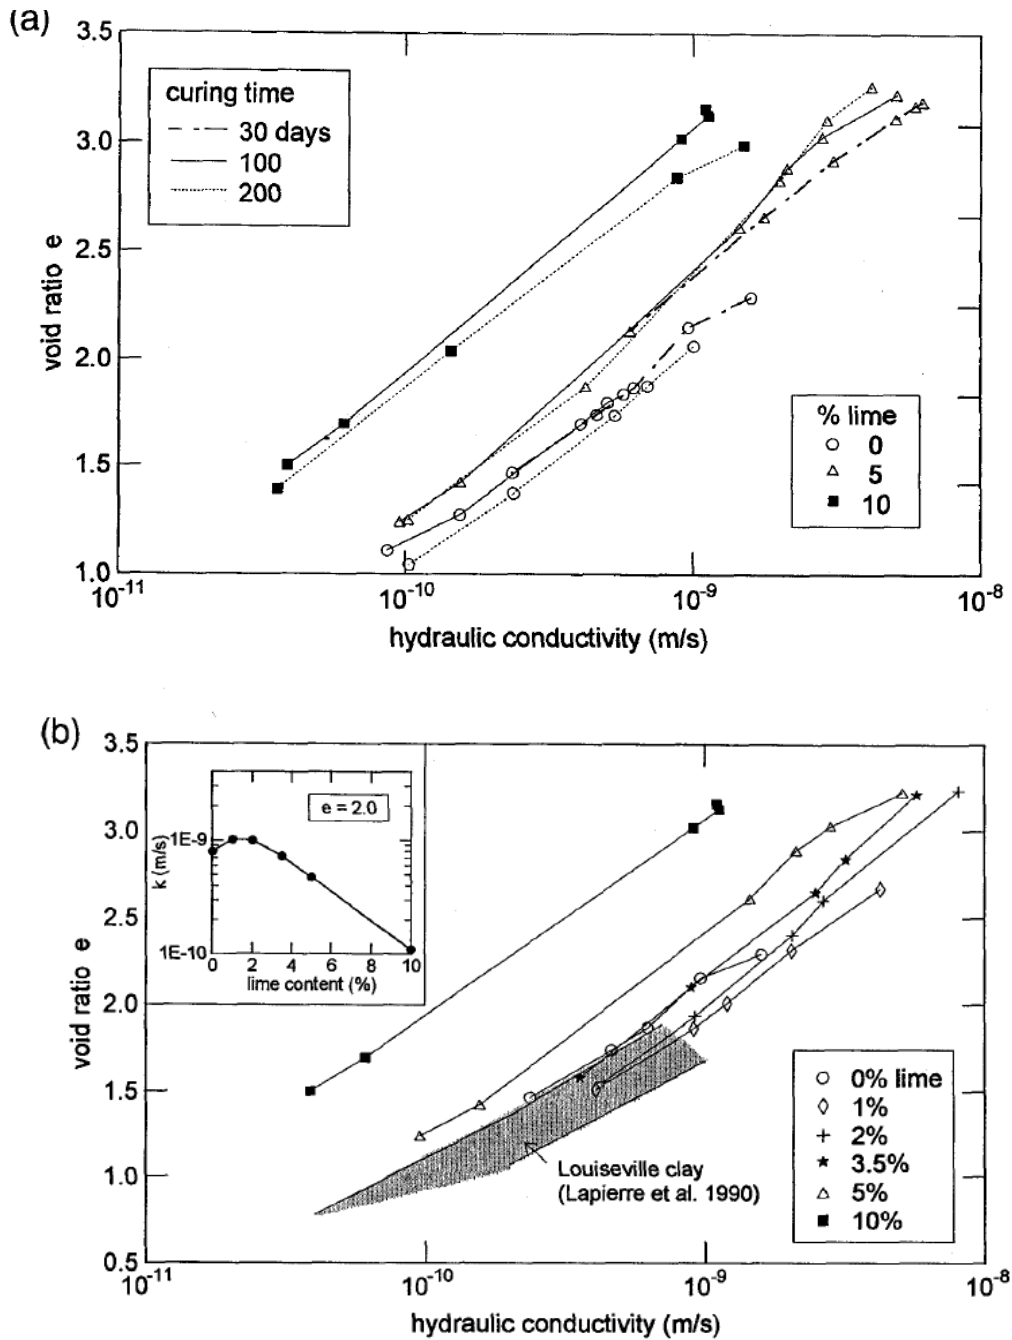 (a)
3.5
3.0
2.5
2.0
1.5
1.0
void ratio e
curing time
30 days
100
200
% lime
0
5
10
10-11
10-10
10-9
10-8
hydraulic conductivity (m/s)
(b)
3.5
3.0
2.5
2.0
1.5
1.0
0.5
void ratio e
e = 2.0
k (m/s)
1E-9
1E-10
0 2 4 6 8 10
lime content (%)
Louiseville clay
(Lapierre et al. 1990)
0% lime
1%
2%
3.5%
5%
10%
10-11
10-10
10-9
10-8
hydraulic conductivity (m/s)